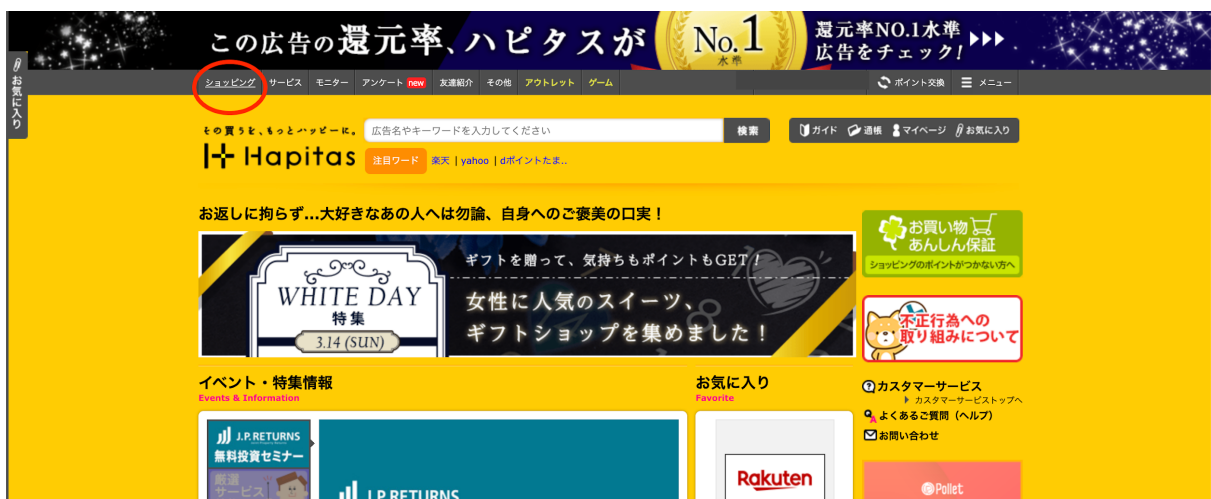 この広告の還元率、ハピタスが
No.1
水準
還元率NO.1水準
広告をチェック!
お気に入り
ショッピング サービス モニター アンケート new 友達紹介 その他 アウトレット ゲーム
ポイント交換 メニュー
その買うを、もっとハッピーに。
Hapitas
広告名やキーワードを入力してください
検索
ガイド 通帳 マイページ お気に入り
注目ワード 楽天 | yahoo | dポイントたま..
お返しに拘らず…大好きなあの人へは勿論、自身へのご褒美の口実！
WHITE DAY
特集
3.14 (SUN)
ギフトを贈って、気持ちもポイントもGET！
女性に人気のスイーツ、
ギフトショップを集めました！
お買い物
あんしん保証
ショッピングのポイントがつかない方へ
不正行為への
取り組みについて
イベント・特集情報
Events & Information
お気に入り
Favorite
カスタマーサービス
カスタマーサービストップへ
よくあるご質問（ヘルプ）
お問い合わせ
J.P.RETURNS
無料投資セミナー
厳選
サービス
J.P.RETURNS
Rakuten
Pollet